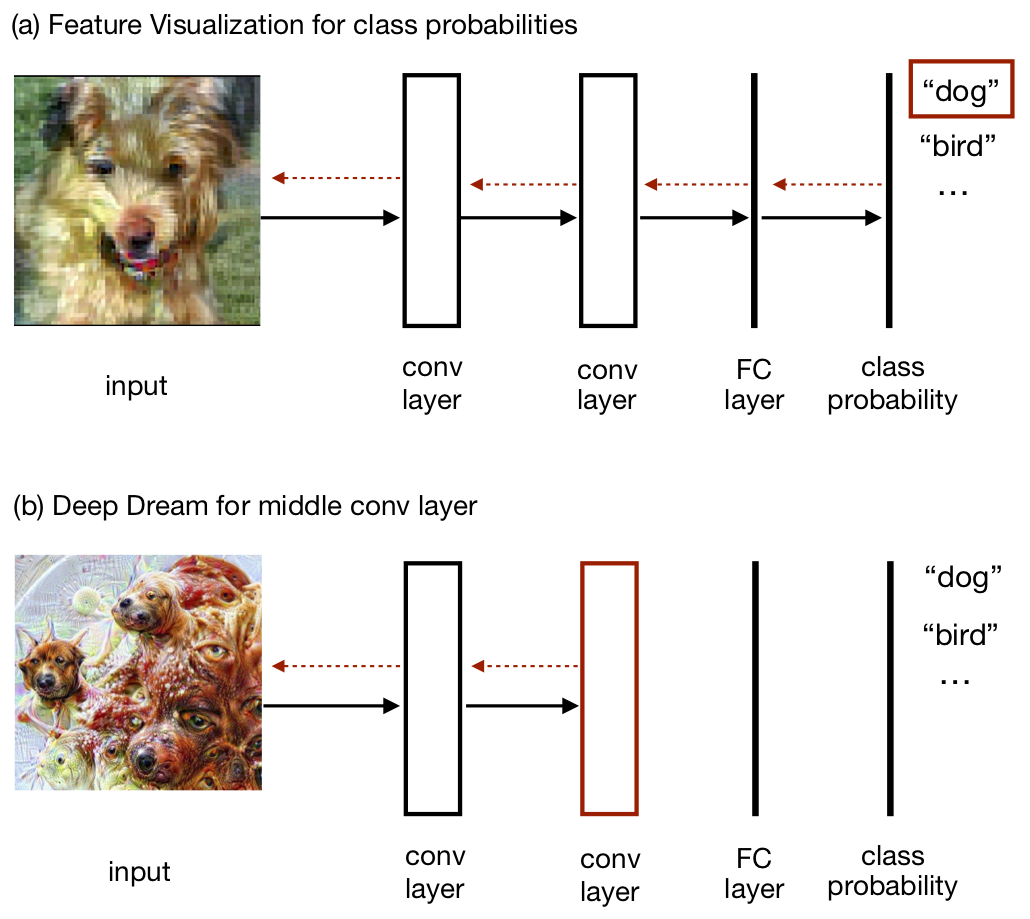 (a) Feature Visualization for class probabilities
“dog”
“bird”
...
input
conv
layer
conv
layer
FC
layer
class
probability
(b) Deep Dream for middle conv layer
“dog”
“bird”
...
input
conv
layer
conv
layer
FC
layer
class
probability